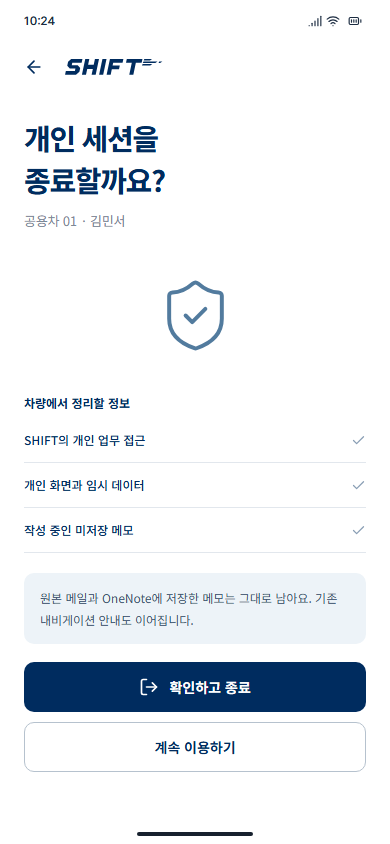 10:24
SHIFT
개인 세션을
종료할까요?
공용차 01 · 김민서
차량에서 정리할 정보
SHIFT의 개인 업무 접근
개인 화면과 임시 데이터
작성 중인 미저장 메모
원본 메일과 OneNote에 저장한 메모는 그대로 남아요. 기존
내비게이션 안내도 이어집니다.
확인하고 종료
계속 이용하기